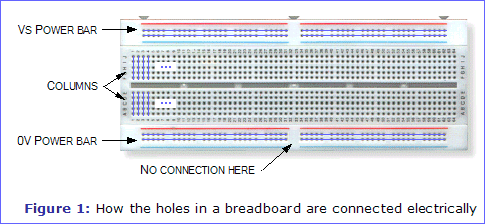 VS POWER BAR
COLUMNS
0V POWER BAR
NO CONNECTION HERE
Figure 1: How the holes in a breadboard are connected electrically